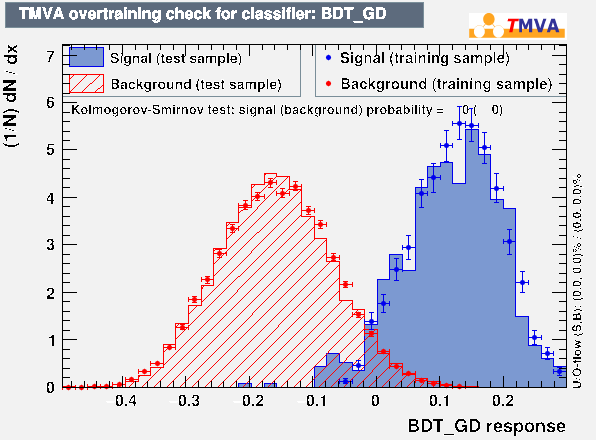 TMVA overtraining check for classifier: BDT_GD
TMVA
Signal (test sample)
Background (test sample)
Signal (training sample)
Background (training sample)
Kolmogorov-Smirnov test: signal (background) probability = 0 ( 0)
(1/N) dN / dx
7
6
5
4
3
2
1
0
-0.4 -0.3 -0.2 -0.1 0 0.1 0.2
BDT_GD response
U/O-flow (S,B): (0.0, 0.0)% / (0.0, 0.0)%